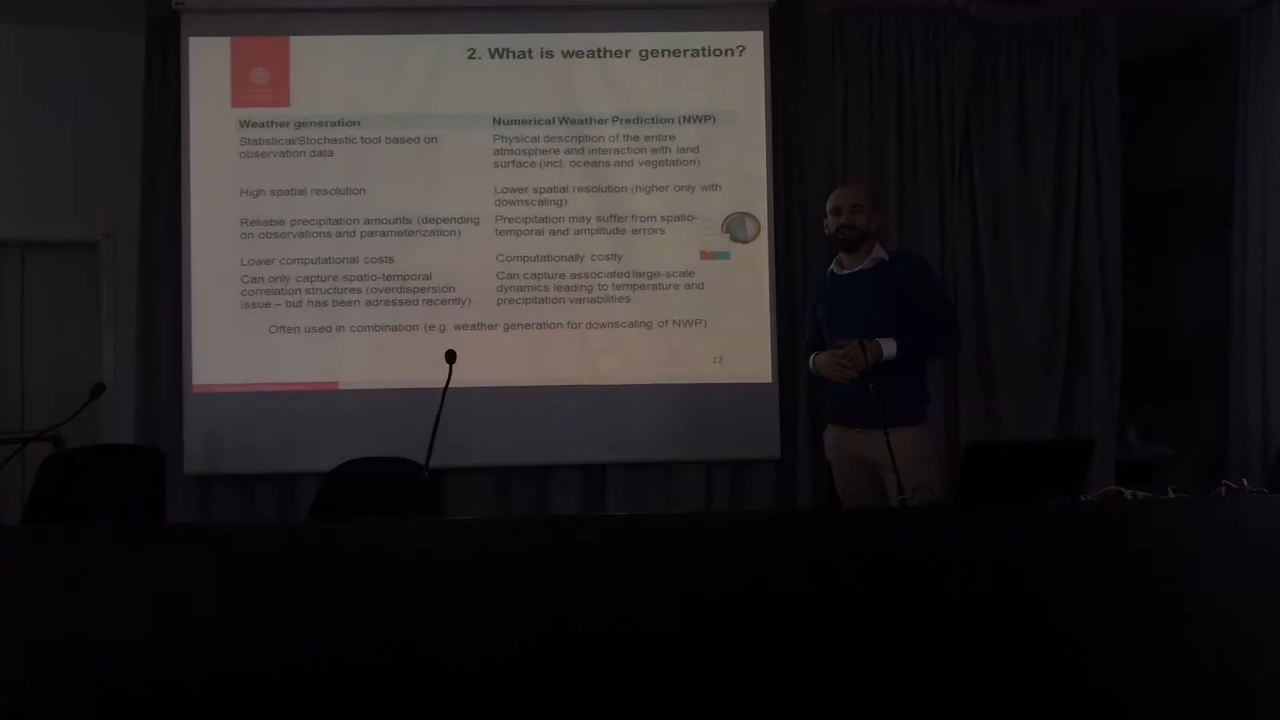 2. What is weather generation?
Weather generation
Statistical/Stochastic tool based on
observation data
High spatial resolution
Reliable precipitation amounts (depending
on observations and parameterization)
Lower computational costs
Can only capture spatio-temporal
correlation structures (overdispersion
issue – but has been adressed recently)
Numerical Weather Prediction (NWP)
Physical description of the entire
atmosphere and interaction with land
surface (incl. oceans and vegetation)
Lower spatial resolution (higher only with
downscaling)
Precipitation may suffer from spatio-
temporal and amplitude errors
Computationally costly
Can capture associated large-scale
dynamics leading to temperature and
precipitation variabilities
Often used in combination (e.g. weather generation for downscaling of NWP)
12